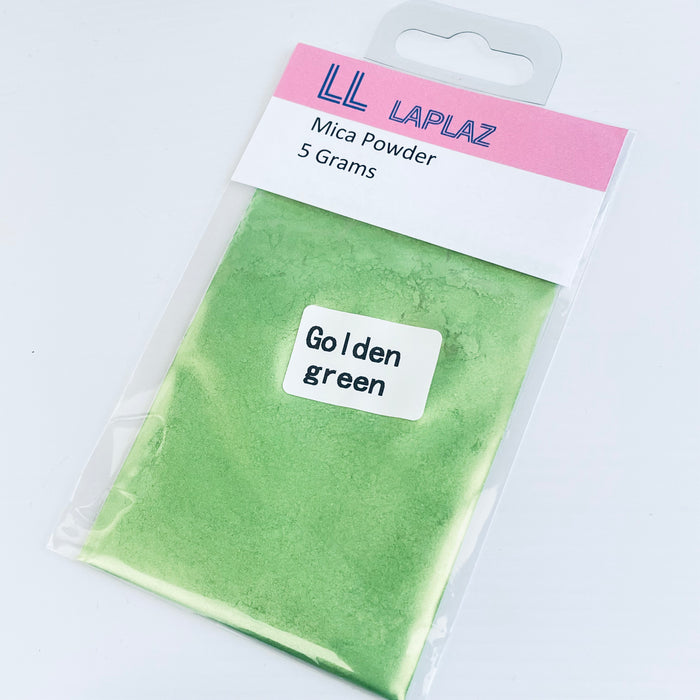 LL LAPLAZ
Mica Powder
5 Grams
Golden
green